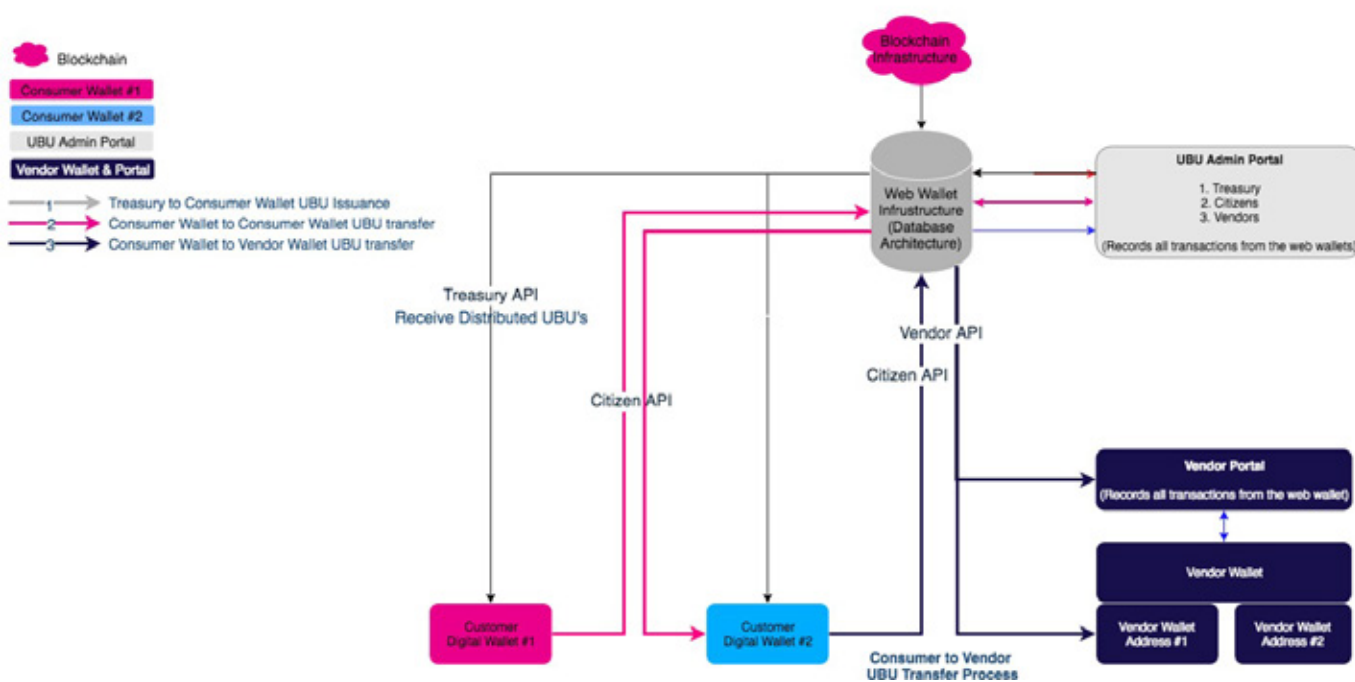 Blockchain
Consumer Wallet #1
Consumer Wallet #2
UBU Admin Portal
Vendor Wallet & Portal
1 Treasury to Consumer Wallet UBU Issuance
2 Consumer Wallet to Consumer Wallet UBU transfer
3 Consumer Wallet to Vendor Wallet UBU transfer
Blockchain
Infrastructure
Web Wallet
Infrustructure
(Database
Architecture)
UBU Admin Portal
1. Treasury
2. Citizens
3. Vendors
(Records all transactions from the web wallets)
Treasury API
Receive Distributed UBU's
Citizen API
Vendor API
Citizen API
Vendor Portal
(Records all transactions from the web wallet)
Vendor Wallet
Vendor Wallet
Address #1
Vendor Wallet
Address #2
Customer
Digital Wallet #1
Customer
Digital Wallet #2
Consumer to Vendor
UBU Transfer Process